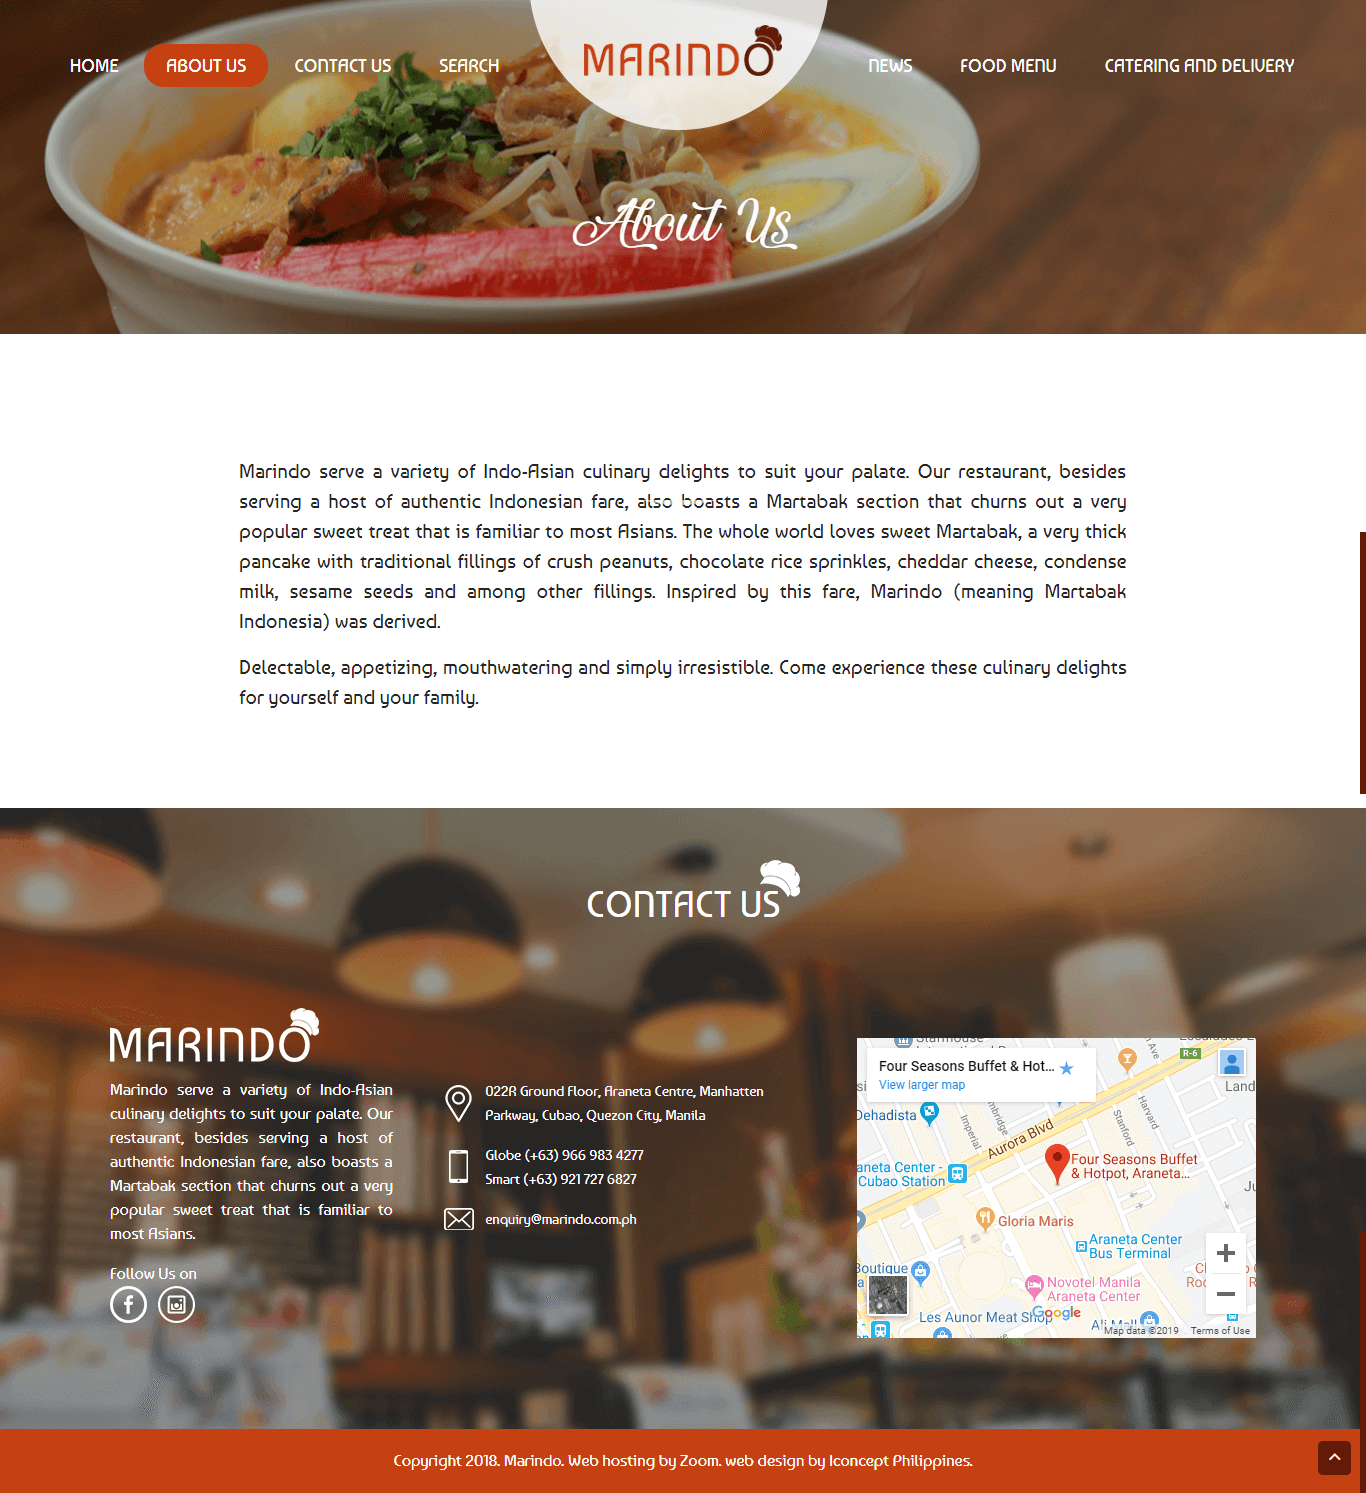 HOME
ABOUT US
CONTACT US
SEARCH
MARINDO
NEWS
FOOD MENU
CATERING AND DELIVERY
About Us
Marindo serve a variety of Indo-Asian culinary delights to suit your palate. Our restaurant, besides
serving a host of authentic Indonesian fare, also boasts a Martabak section that churns out a very
popular sweet treat that is familiar to most Asians. The whole world loves sweet Martabak, a very thick
pancake with traditional fillings of crush peanuts, chocolate rice sprinkles, cheddar cheese, condense
milk, sesame seeds and among other fillings. Inspired by this fare, Marindo (meaning Martabak
Indonesia) was derived.
Delectable, appetizing, mouthwatering and simply irresistible. Come experience these culinary delights
for yourself and your family.
CONTACT US
MARINDO
Marindo serve a variety of Indo-Asian
culinary delights to suit your palate. Our
restaurant, besides serving a host of
authentic Indonesian fare, also boasts a
Martabak section that churns out a very
popular sweet treat that is familiar to
most Asians.
Follow Us on
022R Ground Floor, Araneta Centre, Manhatten
Parkway, Cubao, Quezon City, Manila
Globe (+63) 966 983 4277
Smart (+63) 921 727 6827
enquiry@marindo.com.ph
Four Seasons Buffet & Hot...
View larger map
R-6
Land
Dehadista
Imperial
Harvard
Stanford
Aurora Blvd
Four Seasons Buffet
& Hotpot, Araneta...
aneta Center -
Cubao Station
Gloria Maris
Araneta Center
Bus Terminal
Boutique
Novotel Manila
Araneta Center
Google
Les Aunor Meat Shop
Ali Mall
Map data ©2019
Terms of Use
Copyright 2018. Marindo. Web hosting by Zoom. web design by Iconcept Philippines.